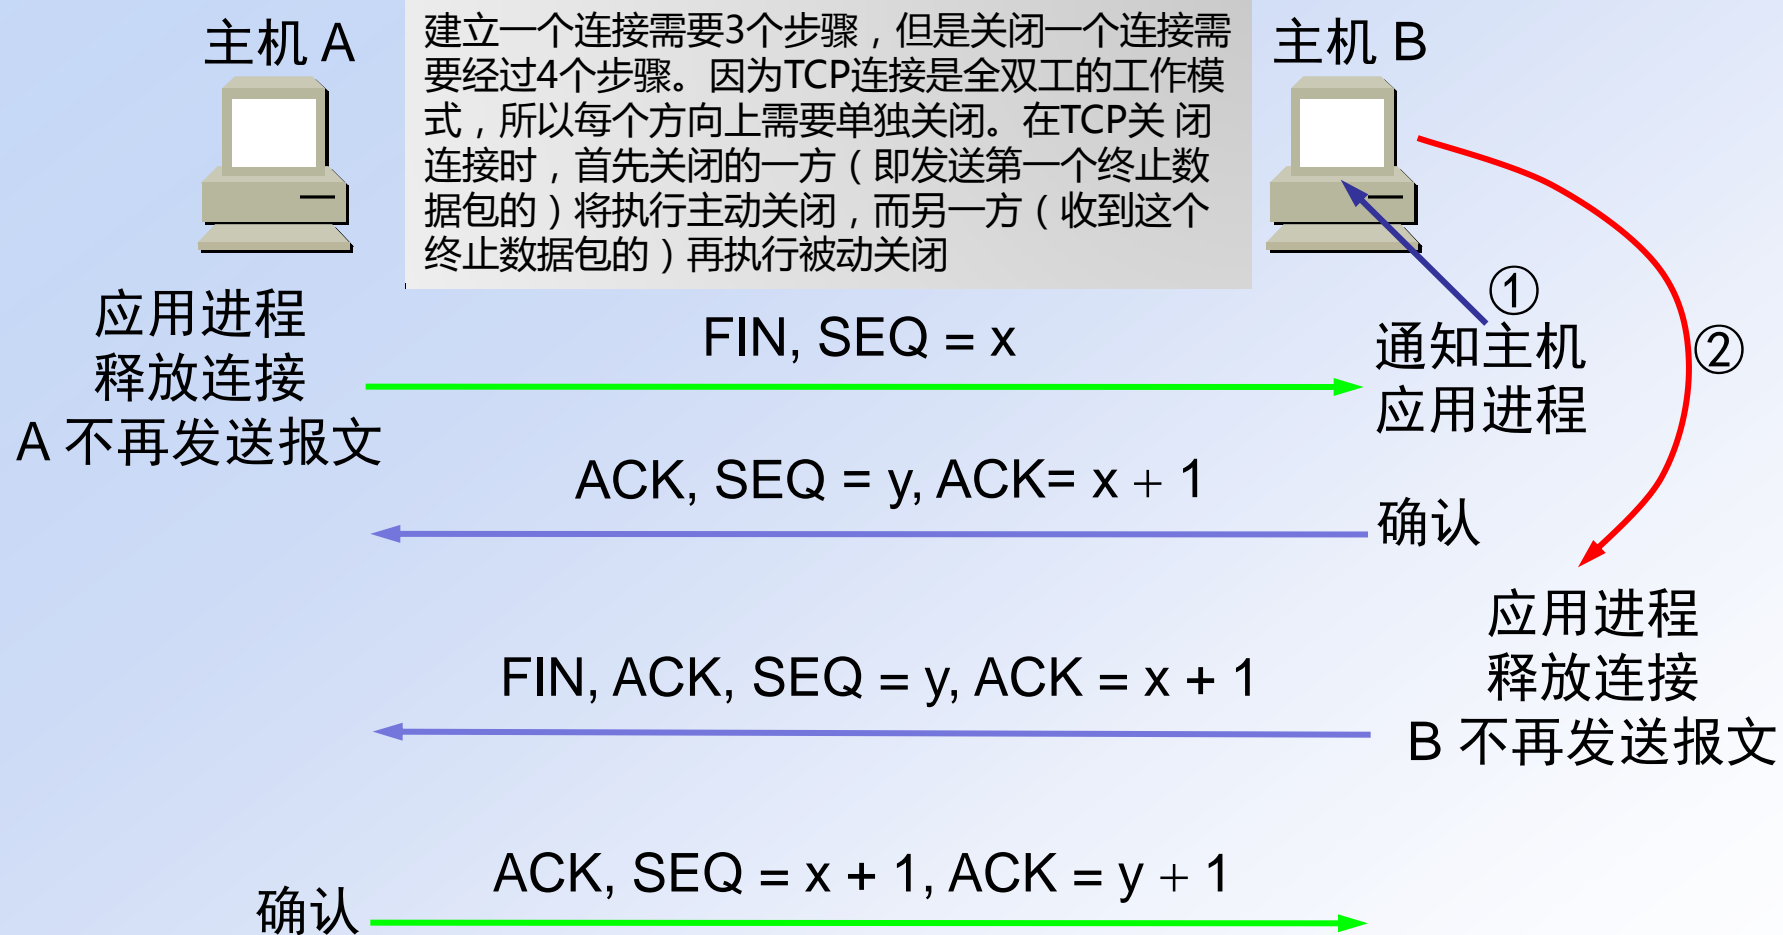 主机 A
建立一个连接需要3个步骤，但是关闭一个连接需
要经过4个步骤。因为TCP连接是全双工的工作模
式，所以每个方向上需要单独关闭。在TCP关 闭
连接时，首先关闭的一方（即发送第一个终止数
据包的）将执行主动关闭，而另一方（收到这个
终止数据包的）再执行被动关闭
主机 B
应用进程
释放连接
A 不再发送报文
FIN, SEQ = x
①
通知主机
应用进程
②
ACK, SEQ = y, ACK= x + 1
确认
应用进程
释放连接
B 不再发送报文
FIN, ACK, SEQ = y, ACK = x + 1
ACK, SEQ = x + 1, ACK = y + 1
确认